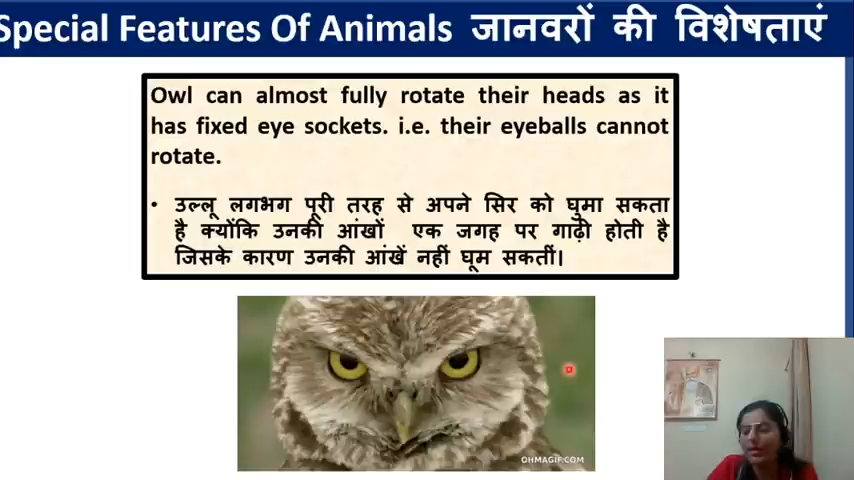 Special Features Of Animals जानवरों की विशेषताएं
Owl can almost fully rotate their heads as it
has fixed eye sockets. i.e. their eyeballs cannot
rotate.
• उल्लू लगभग पूरी तरह से अपने सिर को घुमा सकता
है क्योंकि उनकी आंखों एक जगह पर गाढ़ी होती है
जिसके कारण उनकी आंखें नहीं घूम सकतीं।
OHMAGIF.COM